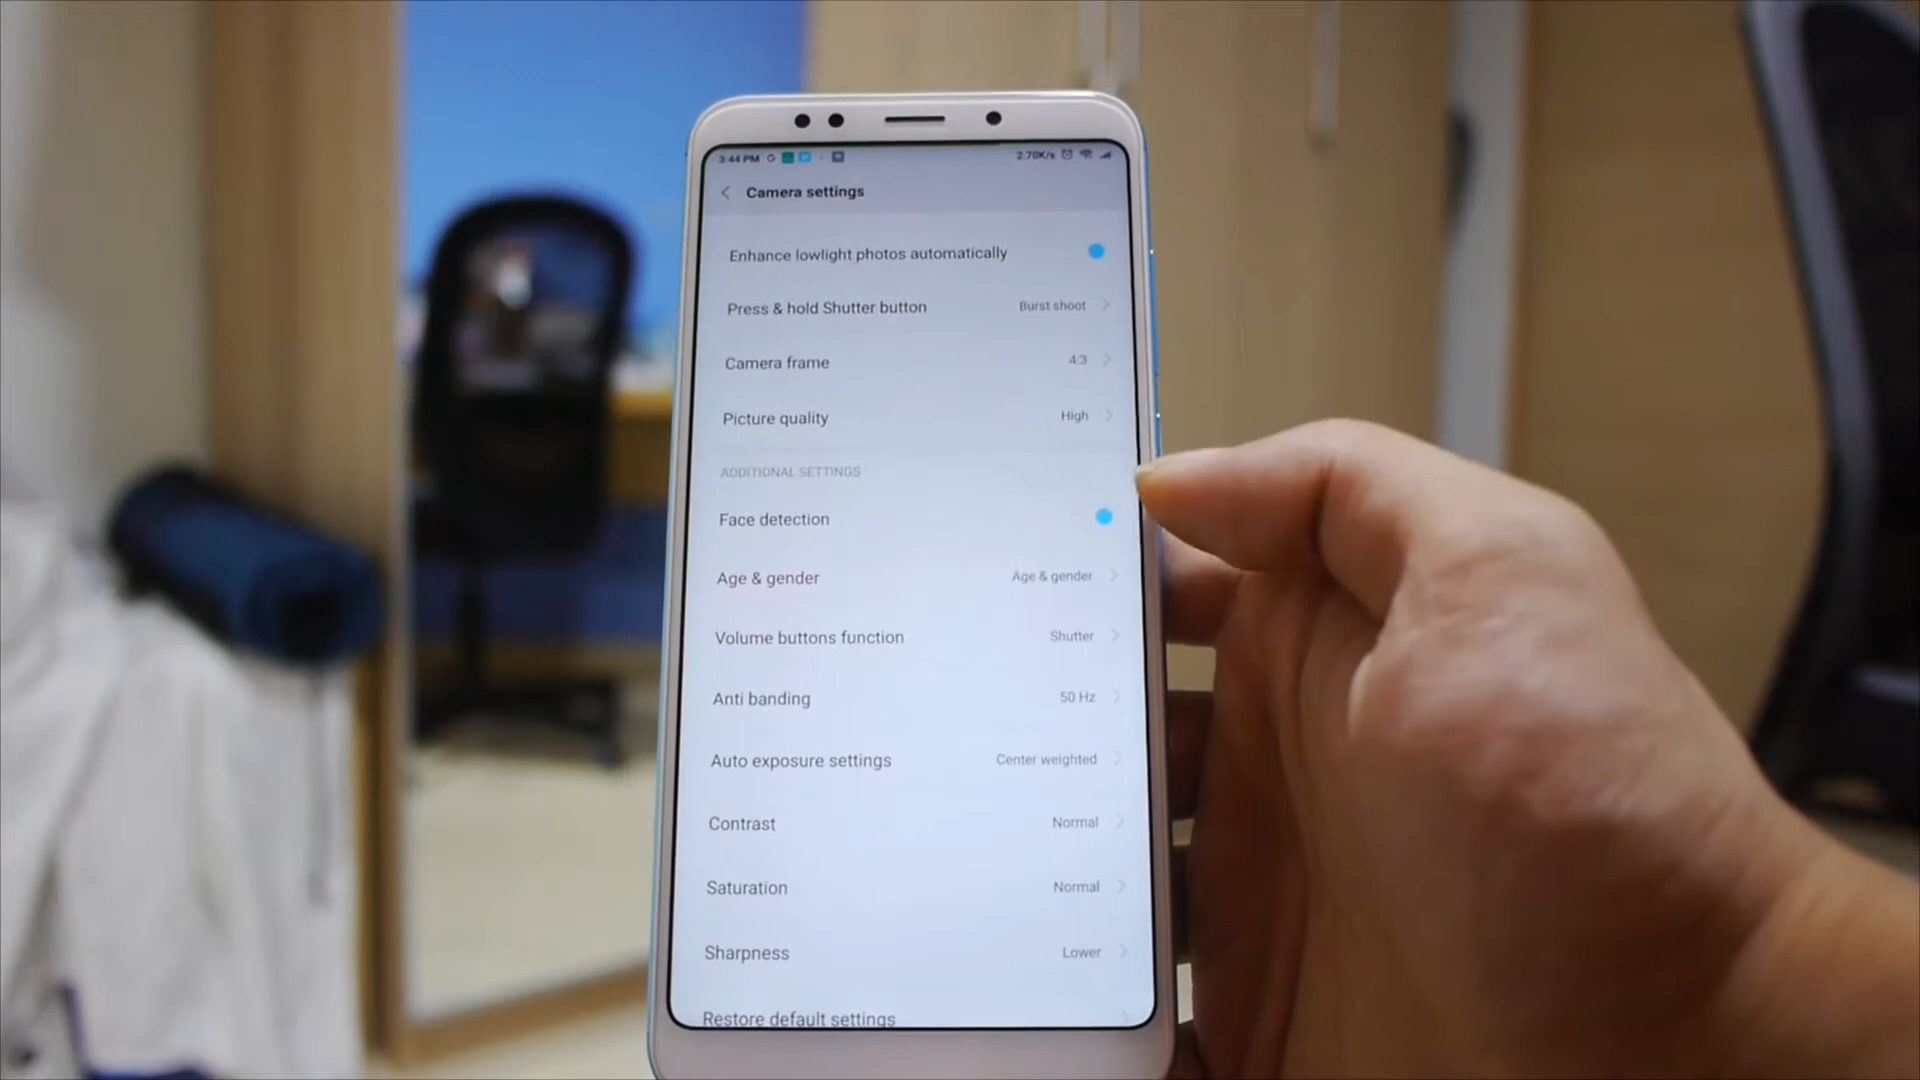 3:44 PM 2.70K/s
Camera settings
Enhance lowlight photos automatically
Press & hold Shutter button Burst shoot
Camera frame 4:3
Picture quality High
ADDITIONAL SETTINGS
Face detection
Age & gender Age & gender
Volume buttons function Shutter
Anti banding 50 Hz
Auto exposure settings Center weighted
Contrast Normal
Saturation Normal
Sharpness Lower
Restore default settings